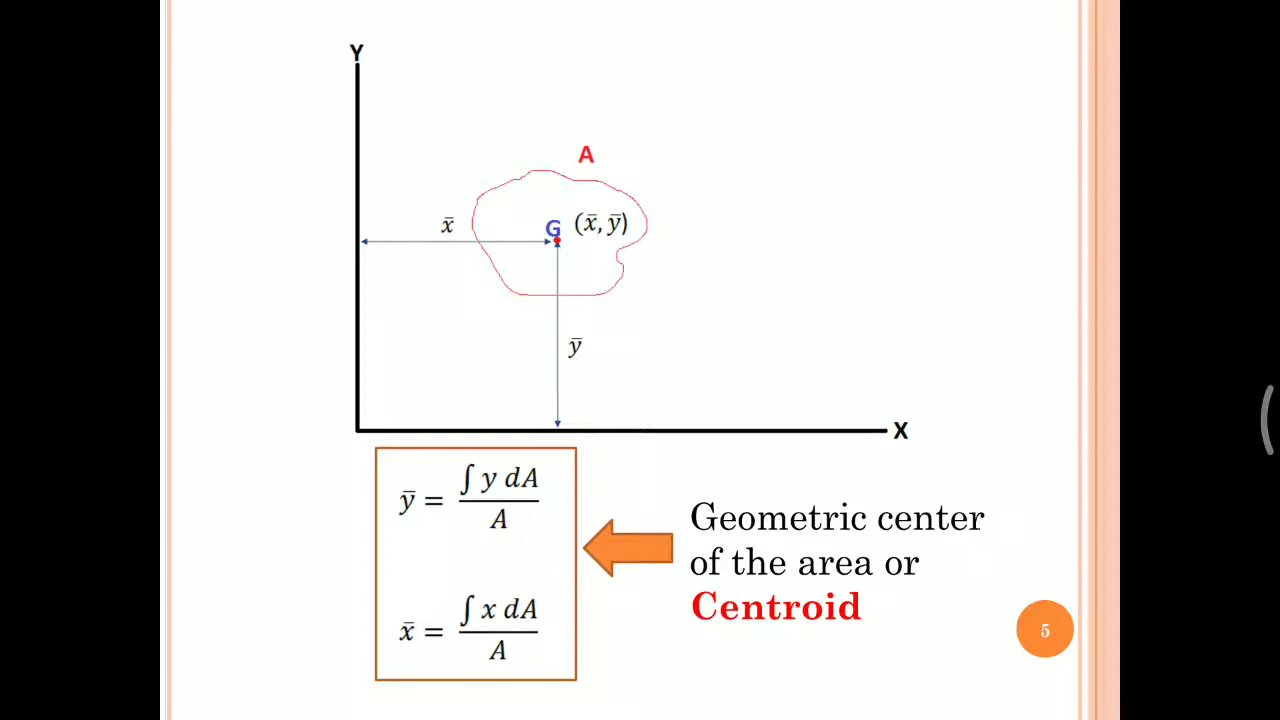 Y
A
x̄
G (x̄, ȳ)
ȳ
X
ȳ = ∫ y dA / A
x̄ = ∫ x dA / A
Geometric center
of the area or
Centroid
5